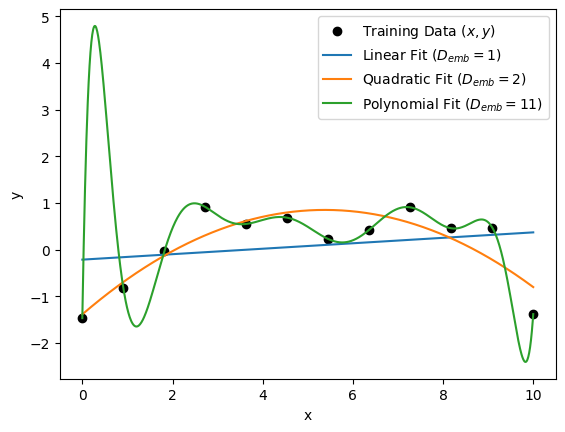 5
4
3
2
1
0
−1
−2
y
0
2
4
6
8
10
x
Training Data (x, y)
Linear Fit (D_emb = 1)
Quadratic Fit (D_emb = 2)
Polynomial Fit (D_emb = 11)